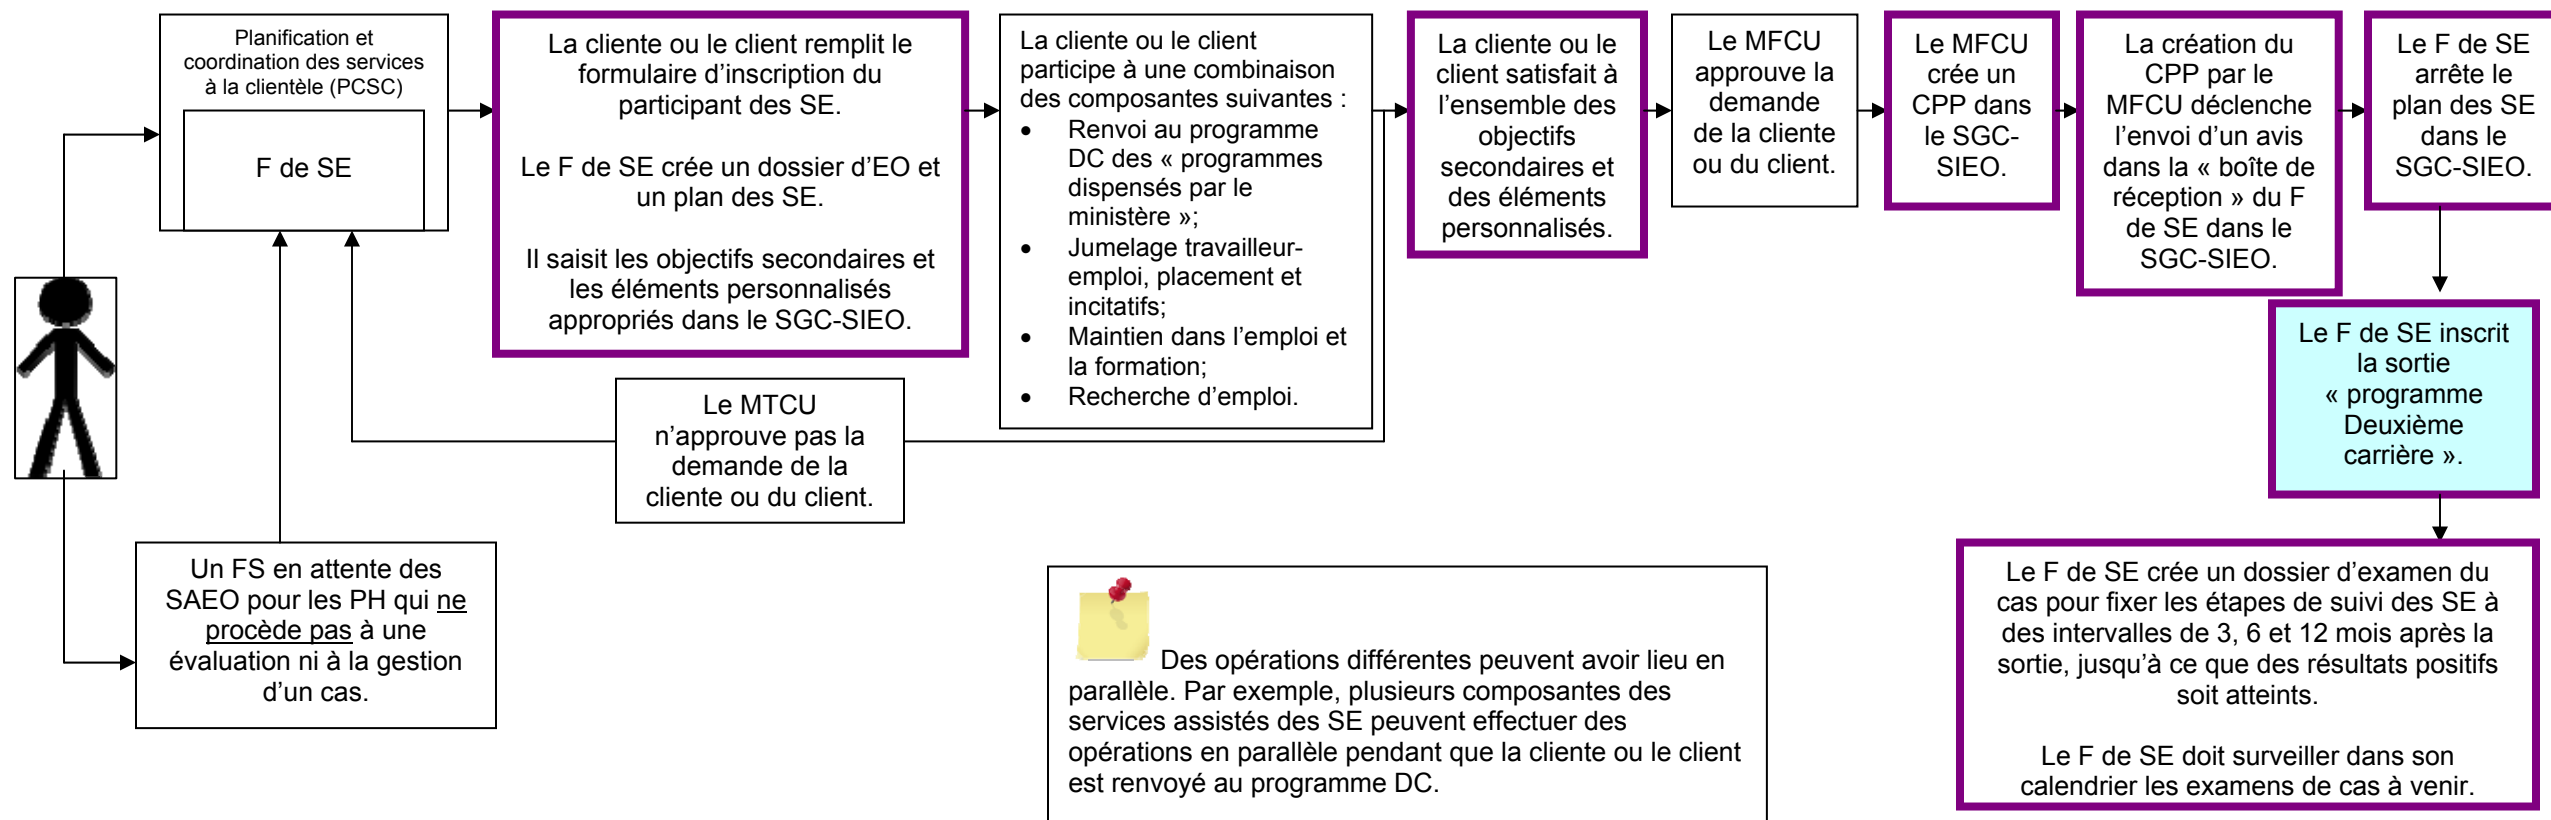 Planification et
coordination des services
à la clientèle (PCSC)
F de SE
La cliente ou le client remplit le
formulaire d’inscription du
participant des SE.
Le F de SE crée un dossier d’EO et
un plan des SE.
Il saisit les objectifs secondaires et
les éléments personnalisés
appropriés dans le SGC-SIEO.
La cliente ou le client
participe à une combinaison
des composantes suivantes :
• Renvoi au programme
DC des « programmes
dispensés par le
ministère »;
• Jumelage travailleur-
emploi, placement et
incitatifs;
• Maintien dans l’emploi et
la formation;
• Recherche d’emploi.
La cliente ou le
client satisfait à
l’ensemble des
objectifs
secondaires et
des éléments
personnalisés.
Le MFCU
approuve la
demande
de la cliente
ou du client.
Le MFCU
crée un
CPP dans
le SGC-
SIEO.
La création du
CPP par le
MFCU déclenche
l’envoi d’un avis
dans la « boîte de
réception » du F
de SE dans le
SGC-SIEO.
Le F de SE
arrête le
plan des SE
dans le
SGC-SIEO.
Le F de SE inscrit
la sortie
« programme
Deuxième
carrière ».
Le MTCU
n’approuve pas la
demande de la
cliente ou du client.
Un FS en attente des
SAEO pour les PH qui ne
procède pas à une
évaluation ni à la gestion
d’un cas.
Des opérations différentes peuvent avoir lieu en
parallèle. Par exemple, plusieurs composantes des
services assistés des SE peuvent effectuer des
opérations en parallèle pendant que la cliente ou le client
est renvoyé au programme DC.
Le F de SE crée un dossier d’examen du
cas pour fixer les étapes de suivi des SE à
des intervalles de 3, 6 et 12 mois après la
sortie, jusqu’à ce que des résultats positifs
soit atteints.
Le F de SE doit surveiller dans son
calendrier les examens de cas à venir.